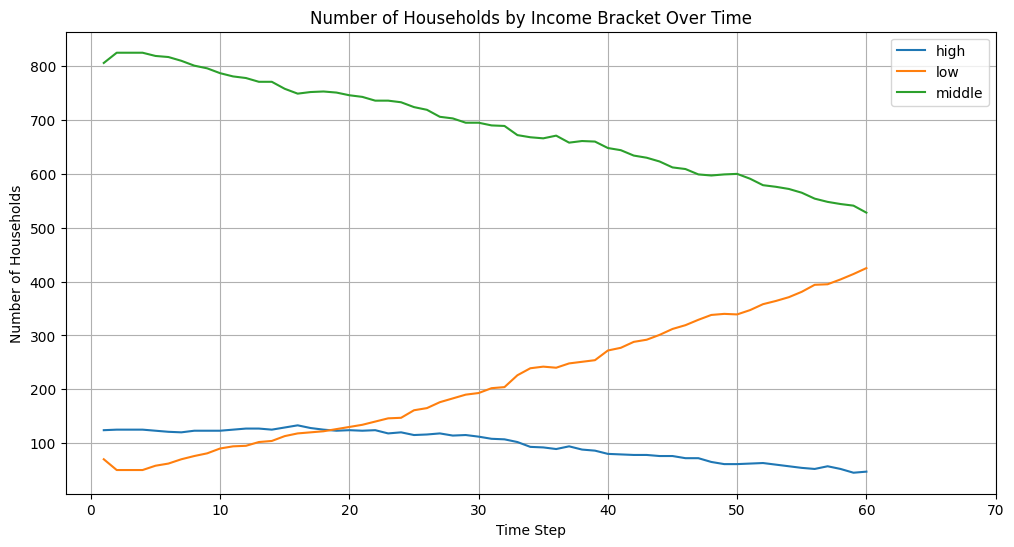 Number of Households by Income Bracket Over Time
high
low
middle
Number of Households
800
700
600
500
400
300
200
100
0 10 20 30 40 50 60 70
Time Step